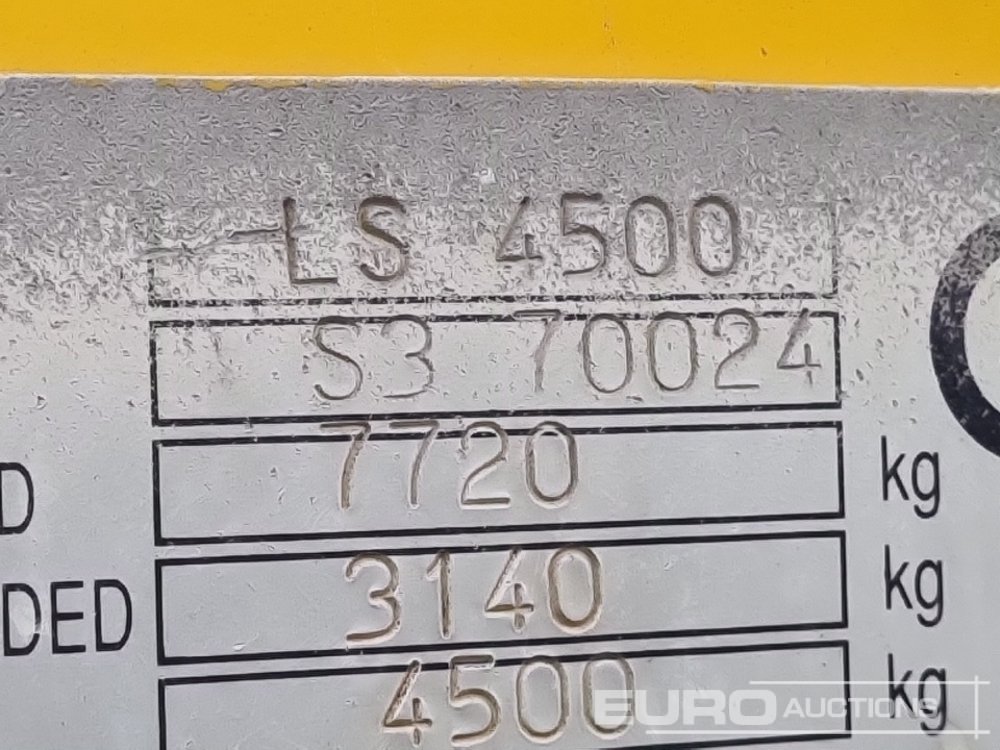 LS 4500
S3 70024
D 7720 kg
DED 3140 kg
4500 kg
EURO AUCTIONS